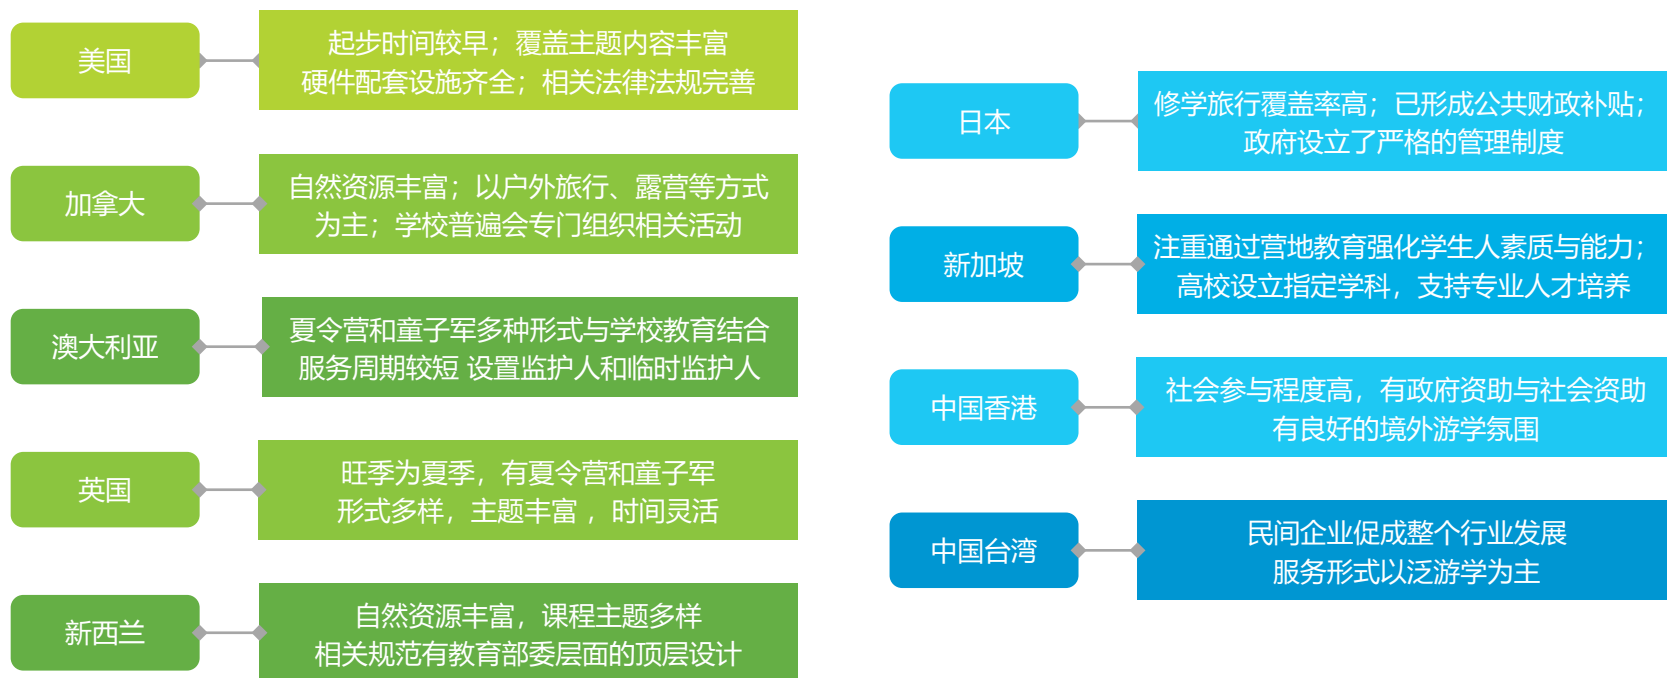 美国
起步时间较早；覆盖主题内容丰富
硬件配套设施齐全；相关法律法规完善
加拿大
自然资源丰富；以户外旅行、露营等方式
为主；学校普遍会专门组织相关活动
澳大利亚
夏令营和童子军多种形式与学校教育结合
服务周期较短 设置监护人和临时监护人
英国
旺季为夏季，有夏令营和童子军
形式多样，主题丰富 ，时间灵活
新西兰
自然资源丰富，课程主题多样
相关规范有教育部委层面的顶层设计
日本
修学旅行覆盖率高；已形成公共财政补贴；
政府设立了严格的管理制度
新加坡
注重通过营地教育强化学生人素质与能力；
高校设立指定学科，支持专业人才培养
中国香港
社会参与程度高，有政府资助与社会资助
有良好的境外游学氛围
中国台湾
民间企业促成整个行业发展
服务形式以泛游学为主